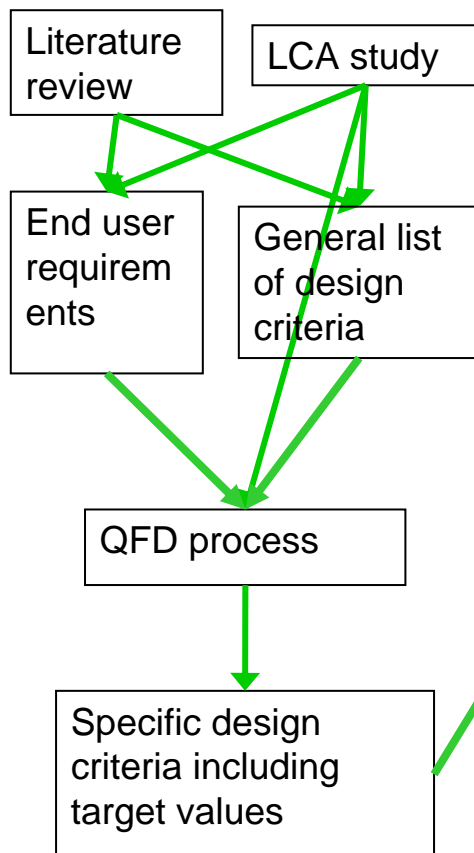 Literature
review
LCA study
End user
requirem
ents
General list
of design
criteria
QFD process
Specific design
criteria including
target values